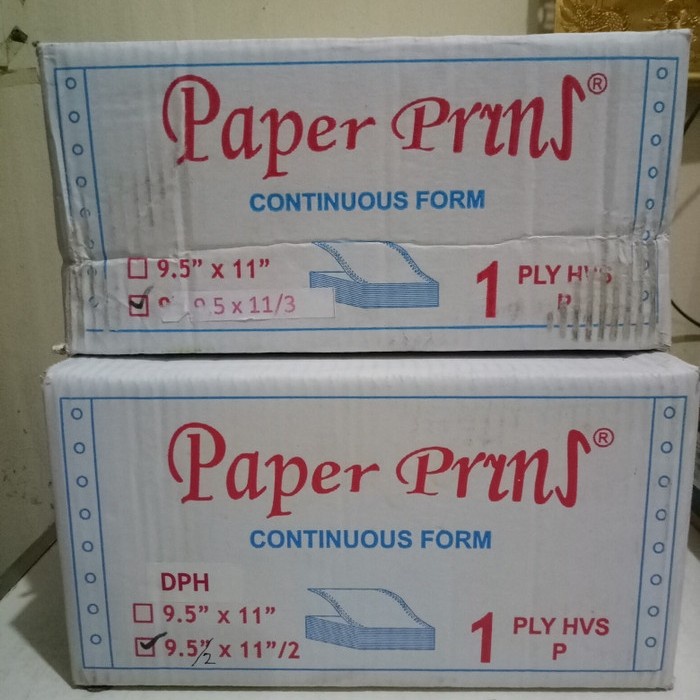 Paper Prins®
CONTINUOUS FORM
9.5” x 11”
9.5 x 11/3
1 PLY HVS
P
Paper Prins®
CONTINUOUS FORM
DPH
9.5” x 11”
9.5”/2 x 11”/2
1 PLY HVS
P